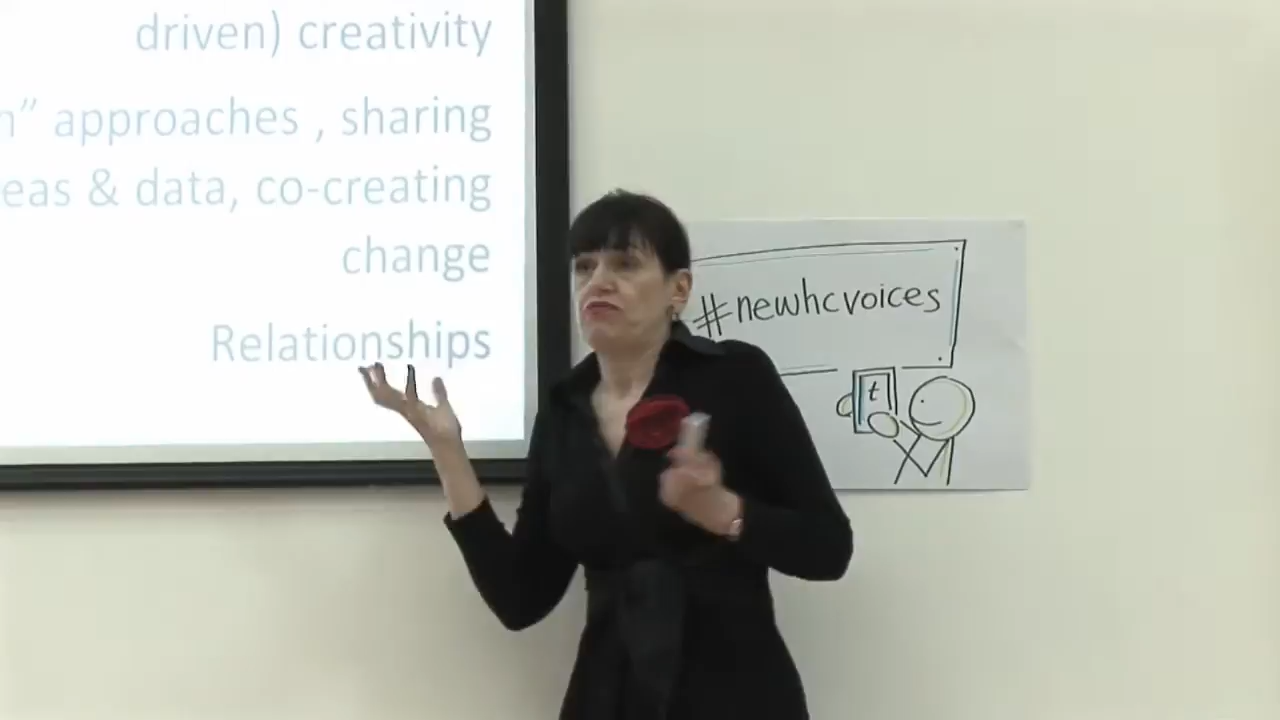 driven) creativity
” approaches , sharing
eas & data, co-creating
change
Relationships
#newhcvoices
t